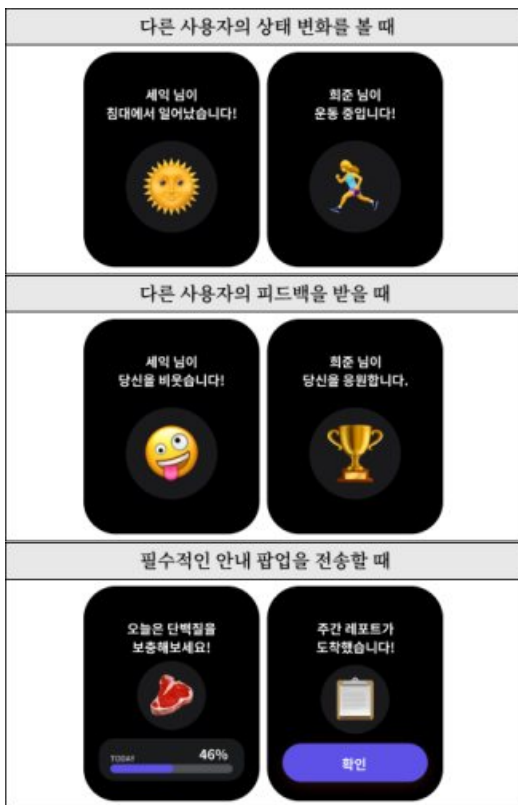 다른 사용자의 상태 변화를 볼 때
세익 님이
침대에서 일어났습니다!
희준 님이
운동 중입니다!
다른 사용자의 피드백을 받을 때
세익 님이
당신을 비웃습니다!
희준 님이
당신을 응원합니다.
필수적인 안내 팝업을 전송할 때
오늘은 단백질을
보충해보세요!
TODAY 46%
주간 레포트가
도착했습니다!
확인